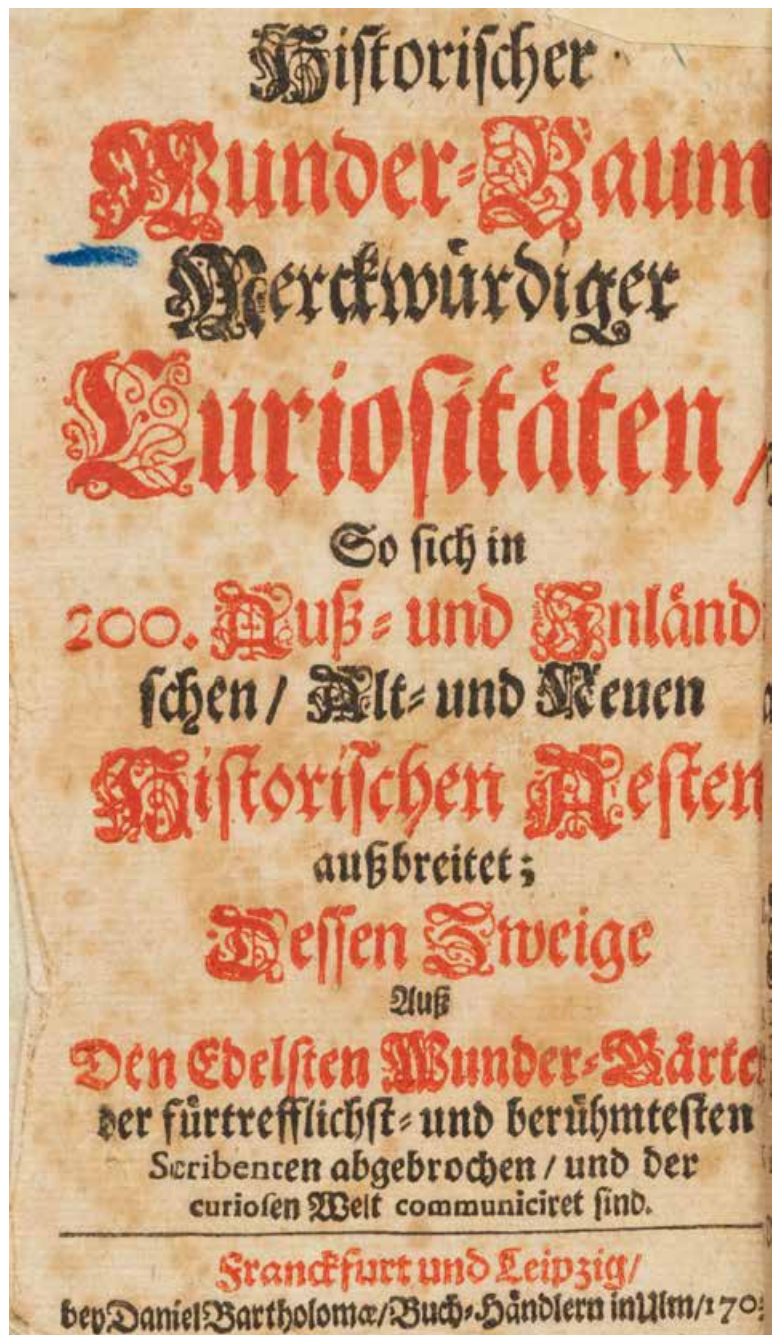 Historischer
Wunder-Baum
Merckwürdiger
Curiositäten /
So sich in
200. Auß- und Inländ
schen / Alt- und Neuen
Historischen Aesten
außbreitet;
Dessen Zweige
Auß
Den Edelsten Wunder-Gärte
der fürtrefflichst- und berühmtesten
Scribenten abgebrochen / und der
curiosen Welt communiciret sind.
Franckfurt und Leipzig /
bey Daniel Bartholomæ / Buch-Händlern in Ulm / 170